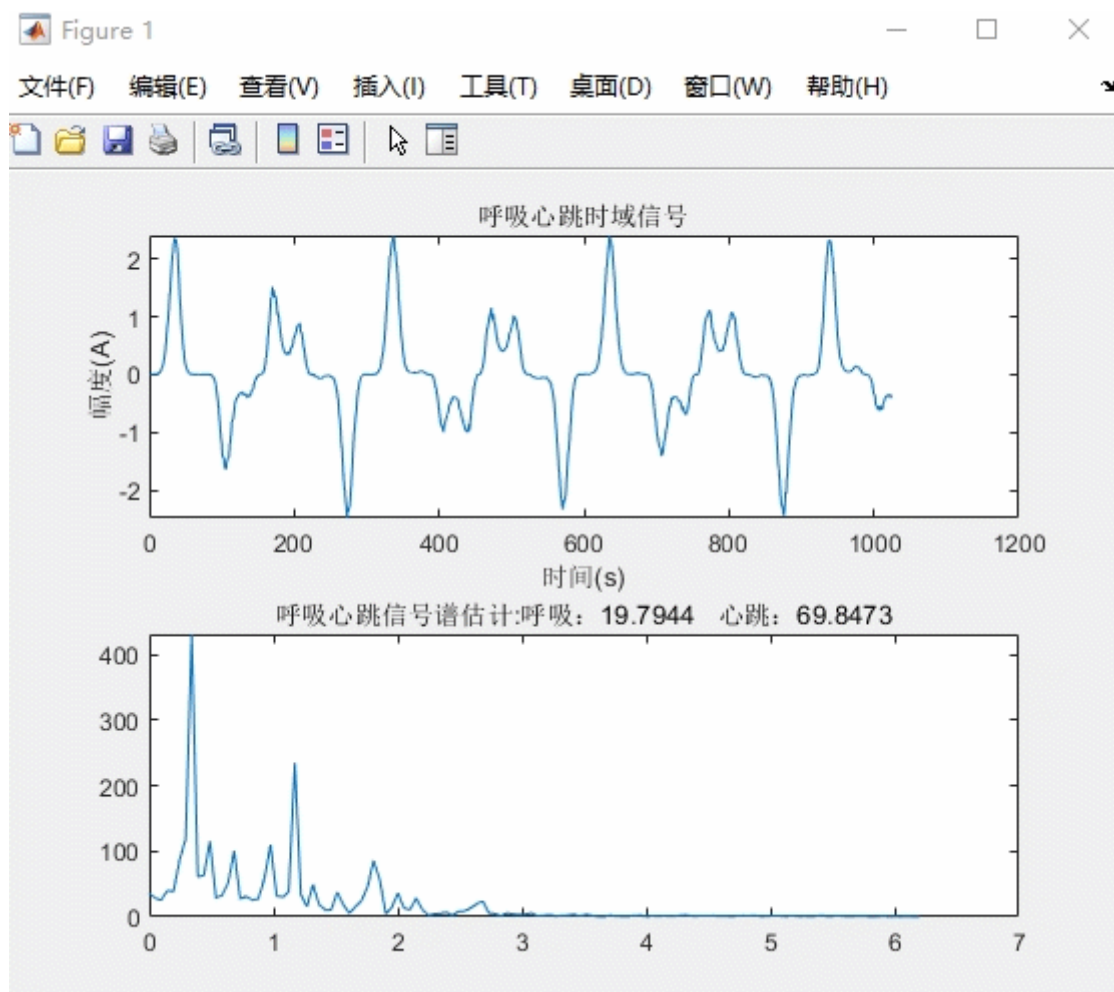 Figure 1
文件(F) 编辑(E) 查看(V) 插入(I) 工具(T) 桌面(D) 窗口(W) 帮助(H)
呼吸心跳时域信号
2
1
0
-1
-2
幅度(A)
0 200 400 600 800 1000 1200
时间(s)
呼吸心跳信号谱估计:呼吸：19.7944 心跳：69.8473
400
300
200
100
0
0 1 2 3 4 5 6 7